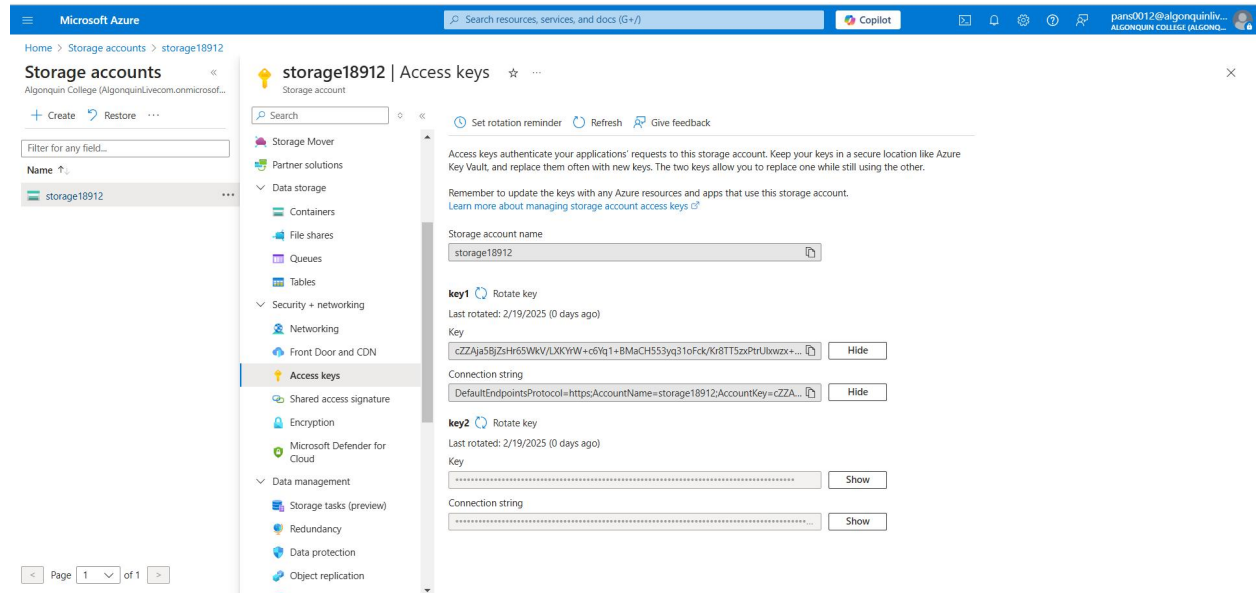 Microsoft Azure
Search resources, services, and docs (G+/)
Copilot
pans0012@algonquinliv...
ALGONQUIN COLLEGE (ALGONQ...
Home > Storage accounts > storage18912
Storage accounts
Algonquin College (AlgonquinLivecom.onmicrosof...
Create Restore ...
Filter for any field...
Name ↑↓
storage18912 ...
< Page 1 of 1 >
storage18912 | Access keys ...
Storage account
Search
Storage Mover
Partner solutions
Data storage
Containers
File shares
Queues
Tables
Security + networking
Networking
Front Door and CDN
Access keys
Shared access signature
Encryption
Microsoft Defender for
Cloud
Data management
Storage tasks (preview)
Redundancy
Data protection
Object replication
Set rotation reminder Refresh Give feedback
Access keys authenticate your applications' requests to this storage account. Keep your keys in a secure location like Azure
Key Vault, and replace them often with new keys. The two keys allow you to replace one while still using the other.
Remember to update the keys with any Azure resources and apps that use this storage account.
Learn more about managing storage account access keys
Storage account name
storage18912
key1 Rotate key
Last rotated: 2/19/2025 (0 days ago)
Key
Hide
Connection string
DefaultEndpointsProtocol=https;AccountName=storage18912;AccountKey=cZZA... Hide
key2 Rotate key
Last rotated: 2/19/2025 (0 days ago)
Key
Show
Connection string
Show